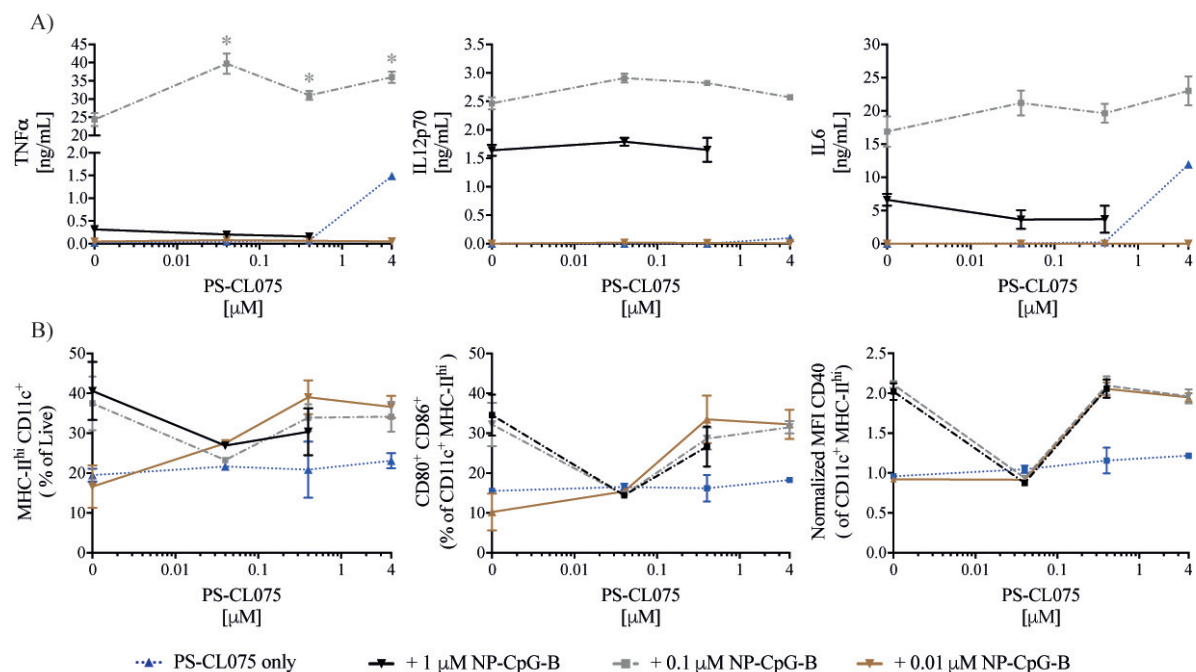 A)
TNFα
[ng/mL]
45
40
35
30
25
20
15
2.0
1.5
1.0
0.5
0.0
0
0.01
0.1
1
4
PS-CL075
[μM]
* * *
IL12p70
[ng/mL]
3.5
3.0
2.5
2.0
1.5
1.0
0.5
0.0
0
0.01
0.1
1
4
PS-CL075
[μM]
IL6
[ng/mL]
30
25
20
15
10
5
0
0
0.01
0.1
1
4
PS-CL075
[μM]
B)
MHC-IIhi CD11c+
( % of Live)
50
40
30
20
10
0
0
0.01
0.1
1
4
PS-CL075
[μM]
CD80+ CD86+
(% of CD11c+ MHC-IIhi)
50
40
30
20
10
0
0
0.01
0.1
1
4
PS-CL075
[μM]
Normalized MFI CD40
( of CD11c+ MHC-IIhi)
2.5
2.0
1.5
1.0
0.5
0.0
0
0.01
0.1
1
4
PS-CL075
[μM]
PS-CL075 only
+ 1 μM NP-CpG-B
+ 0.1 μM NP-CpG-B
+ 0.01 μM NP-CpG-B